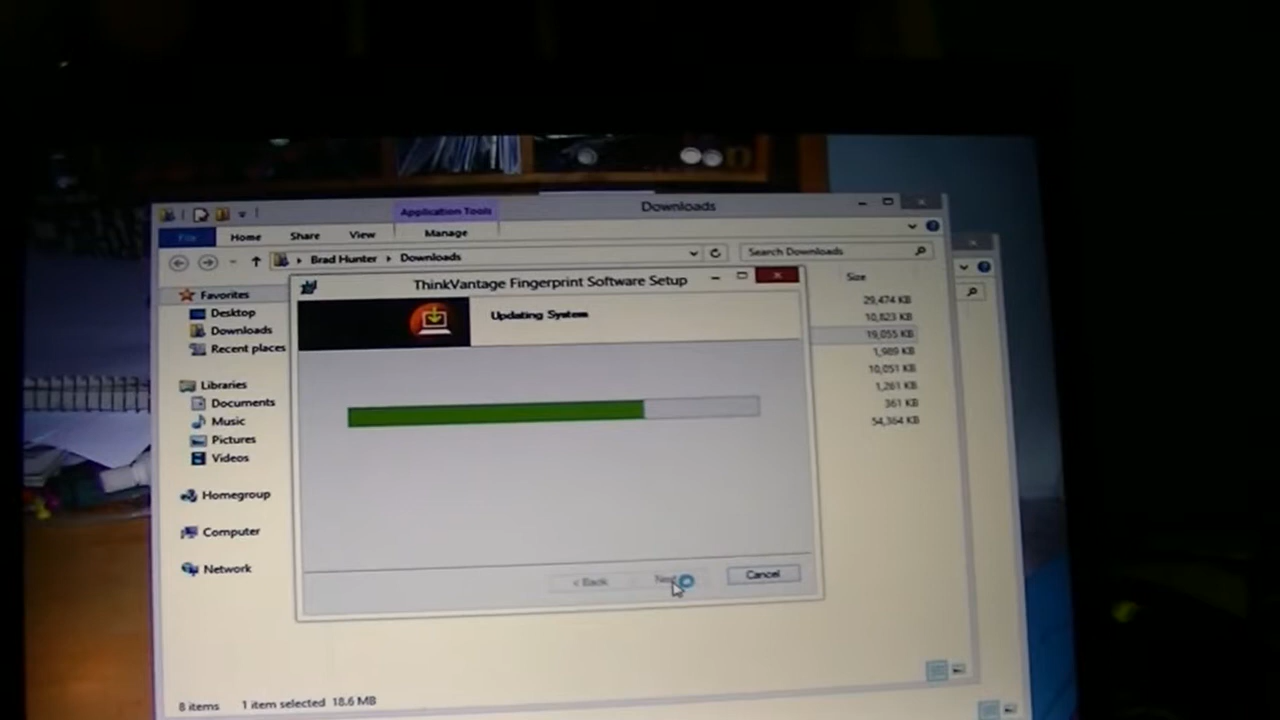 Application Tools
Downloads
File Home Share View Manage
Brad Hunter Downloads
Search Downloads
ThinkVantage Fingerprint Software Setup
Size
Favorites
Desktop
Downloads
Recent places
Updating System
29,474 KB
10,823 KB
19,055 KB
1,989 KB
10,051 KB
1,261 KB
361 KB
54,364 KB
Libraries
Documents
Music
Pictures
Videos
Homegroup
Computer
Network
< Back
Cancel
8 items 1 item selected 18.6 MB